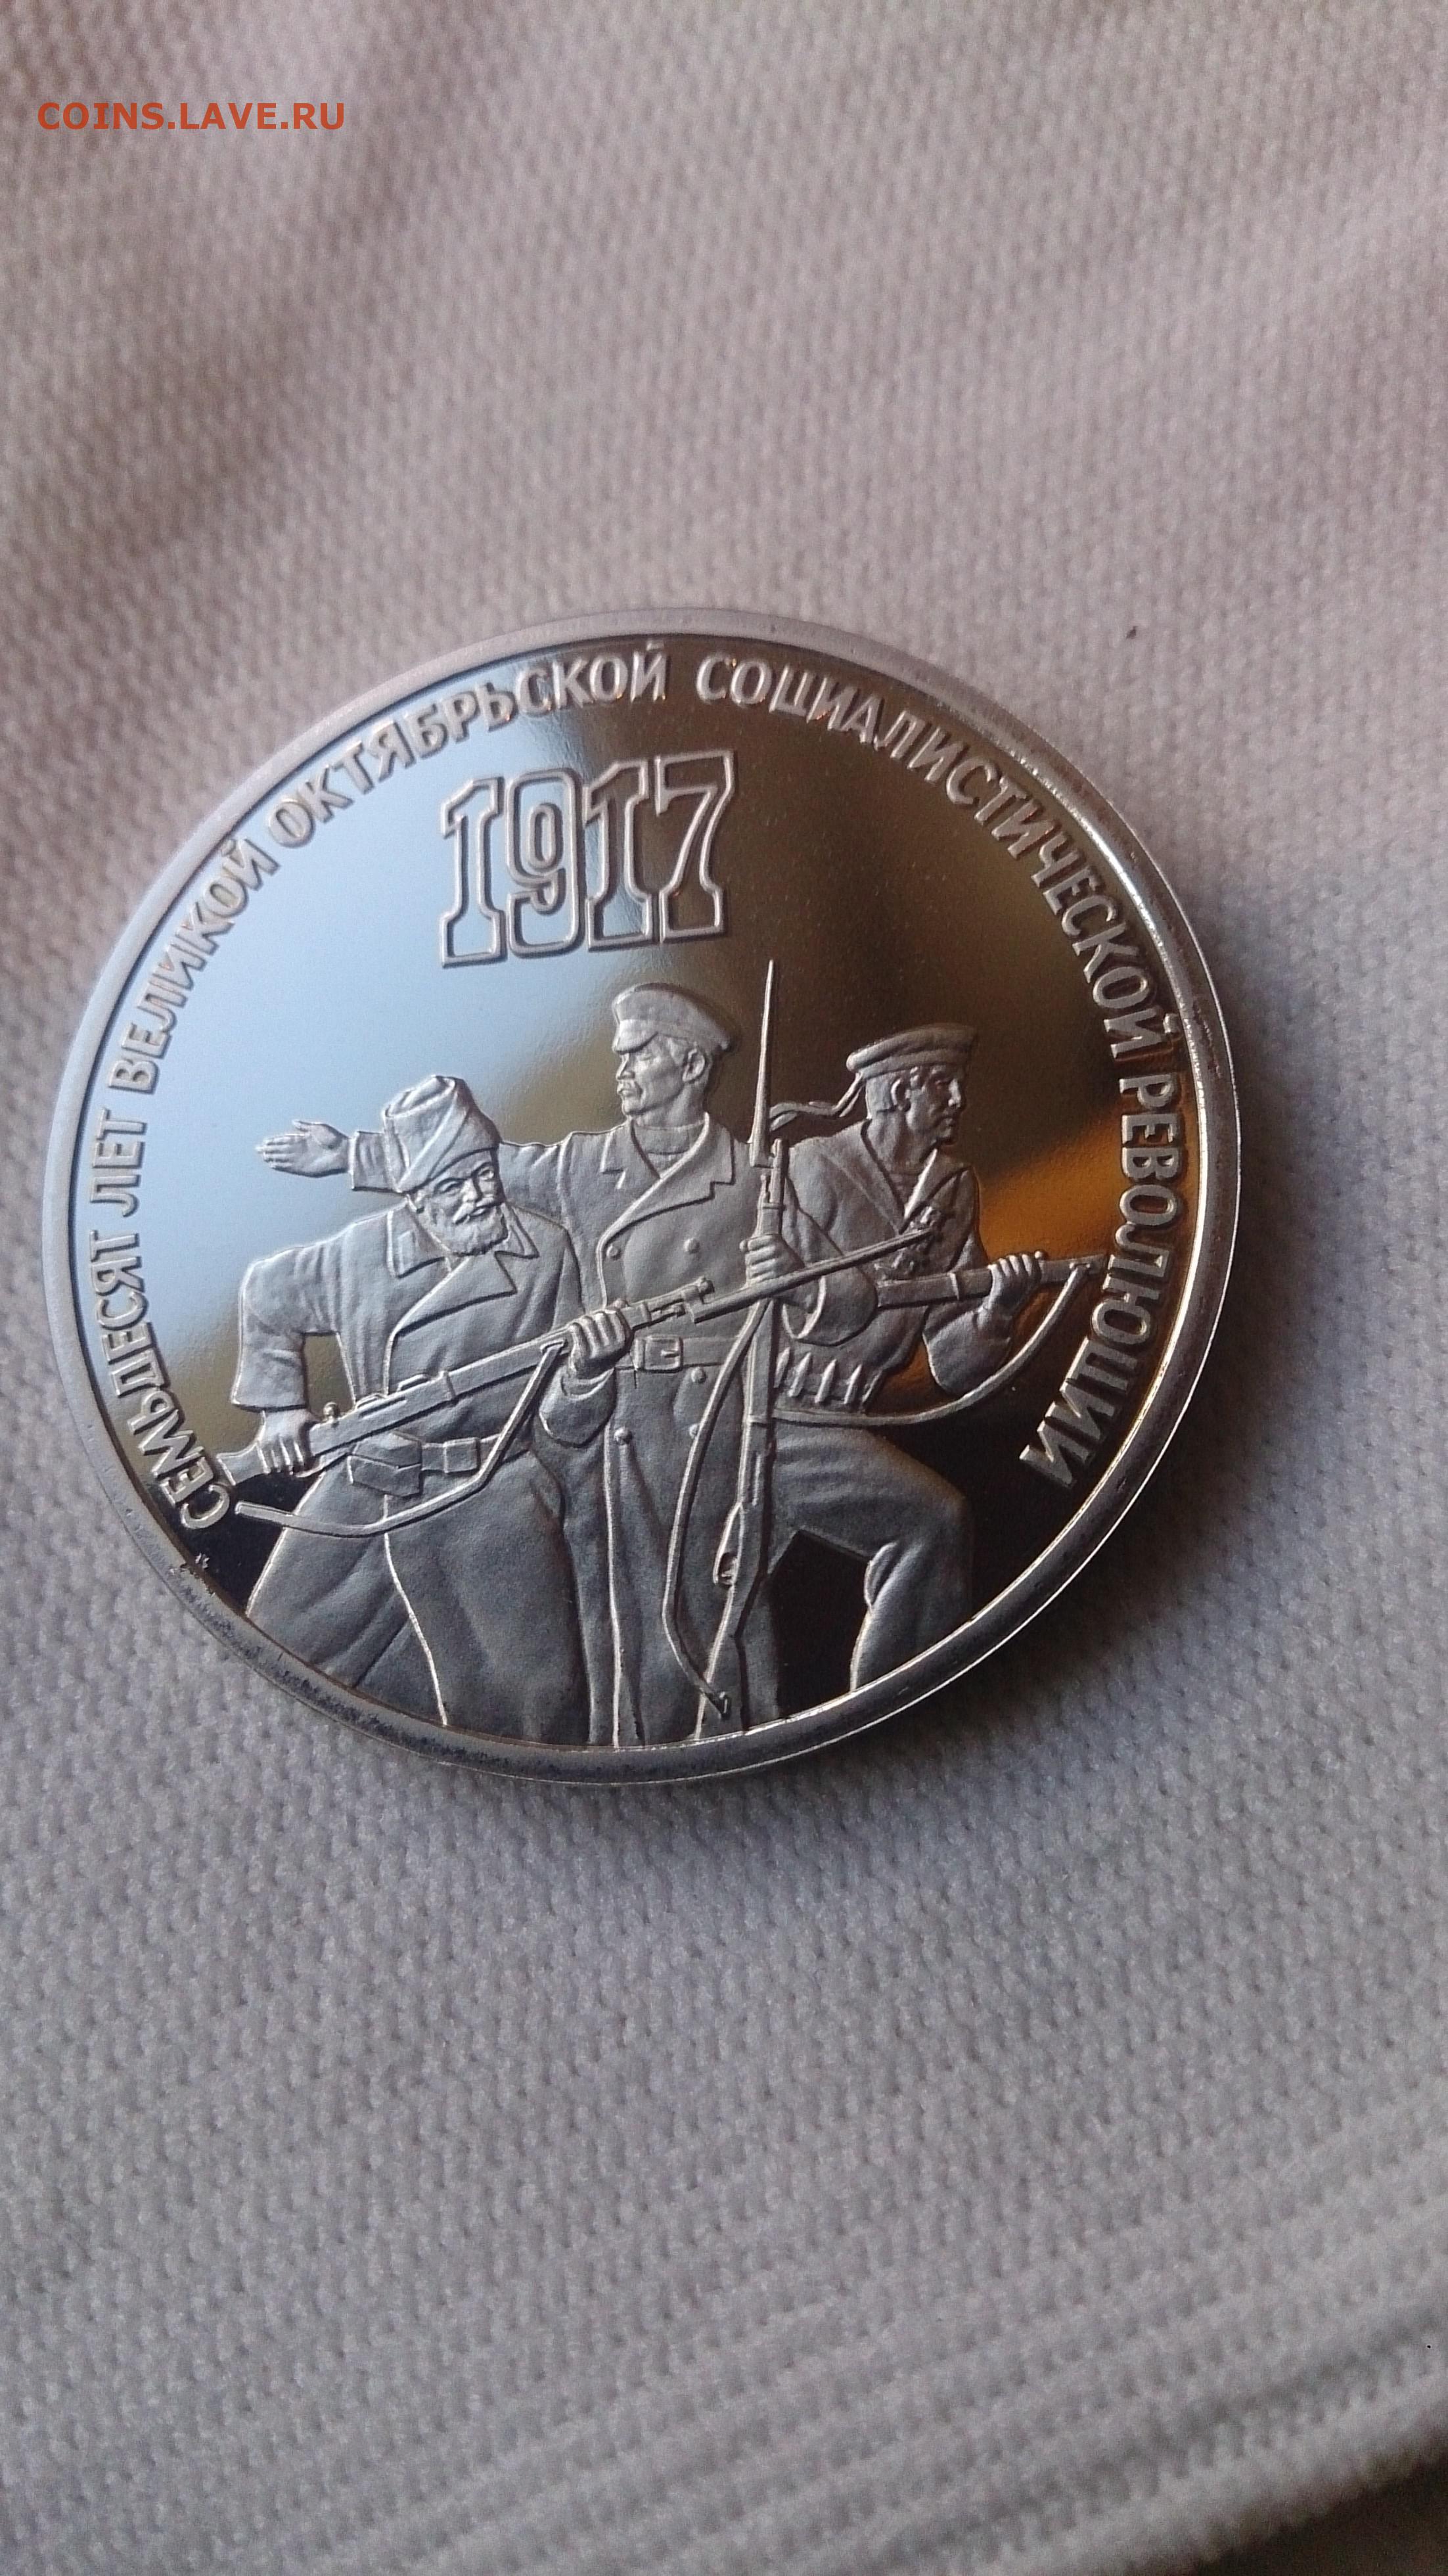 COINS.LAVE.RU
СЕМЬДЕСЯТ ЛЕТ ВЕЛИКОЙ ОКТЯБРЬСКОЙ СОЦИАЛИСТИЧЕСКОЙ РЕВОЛЮЦИИ
1917